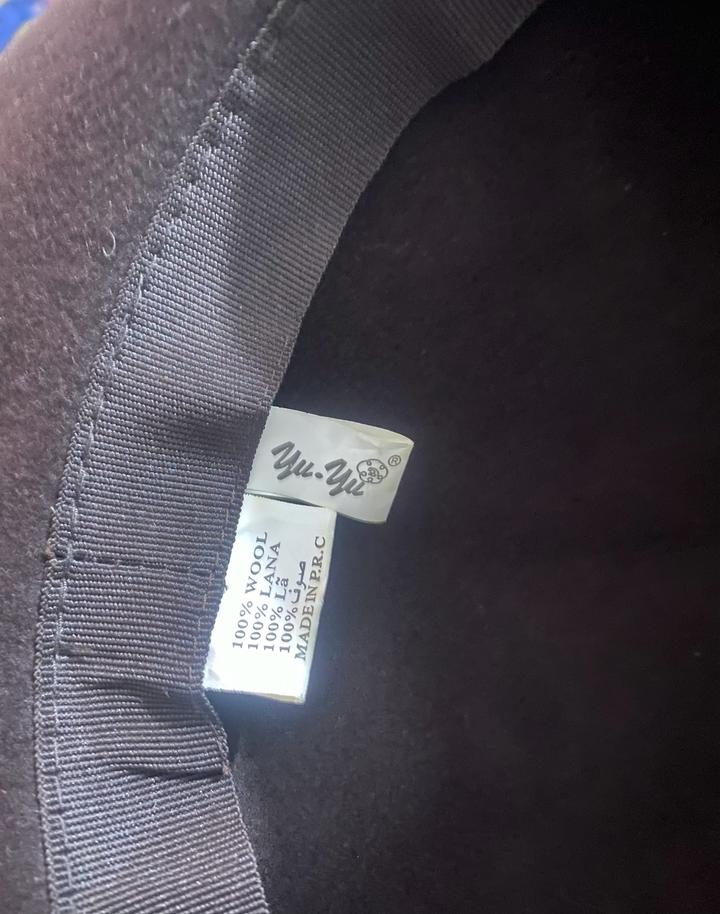 Yu-Yu ®
100% WOOL
100% LANA
100% Lã
100% صوف
MADE IN P.R.C